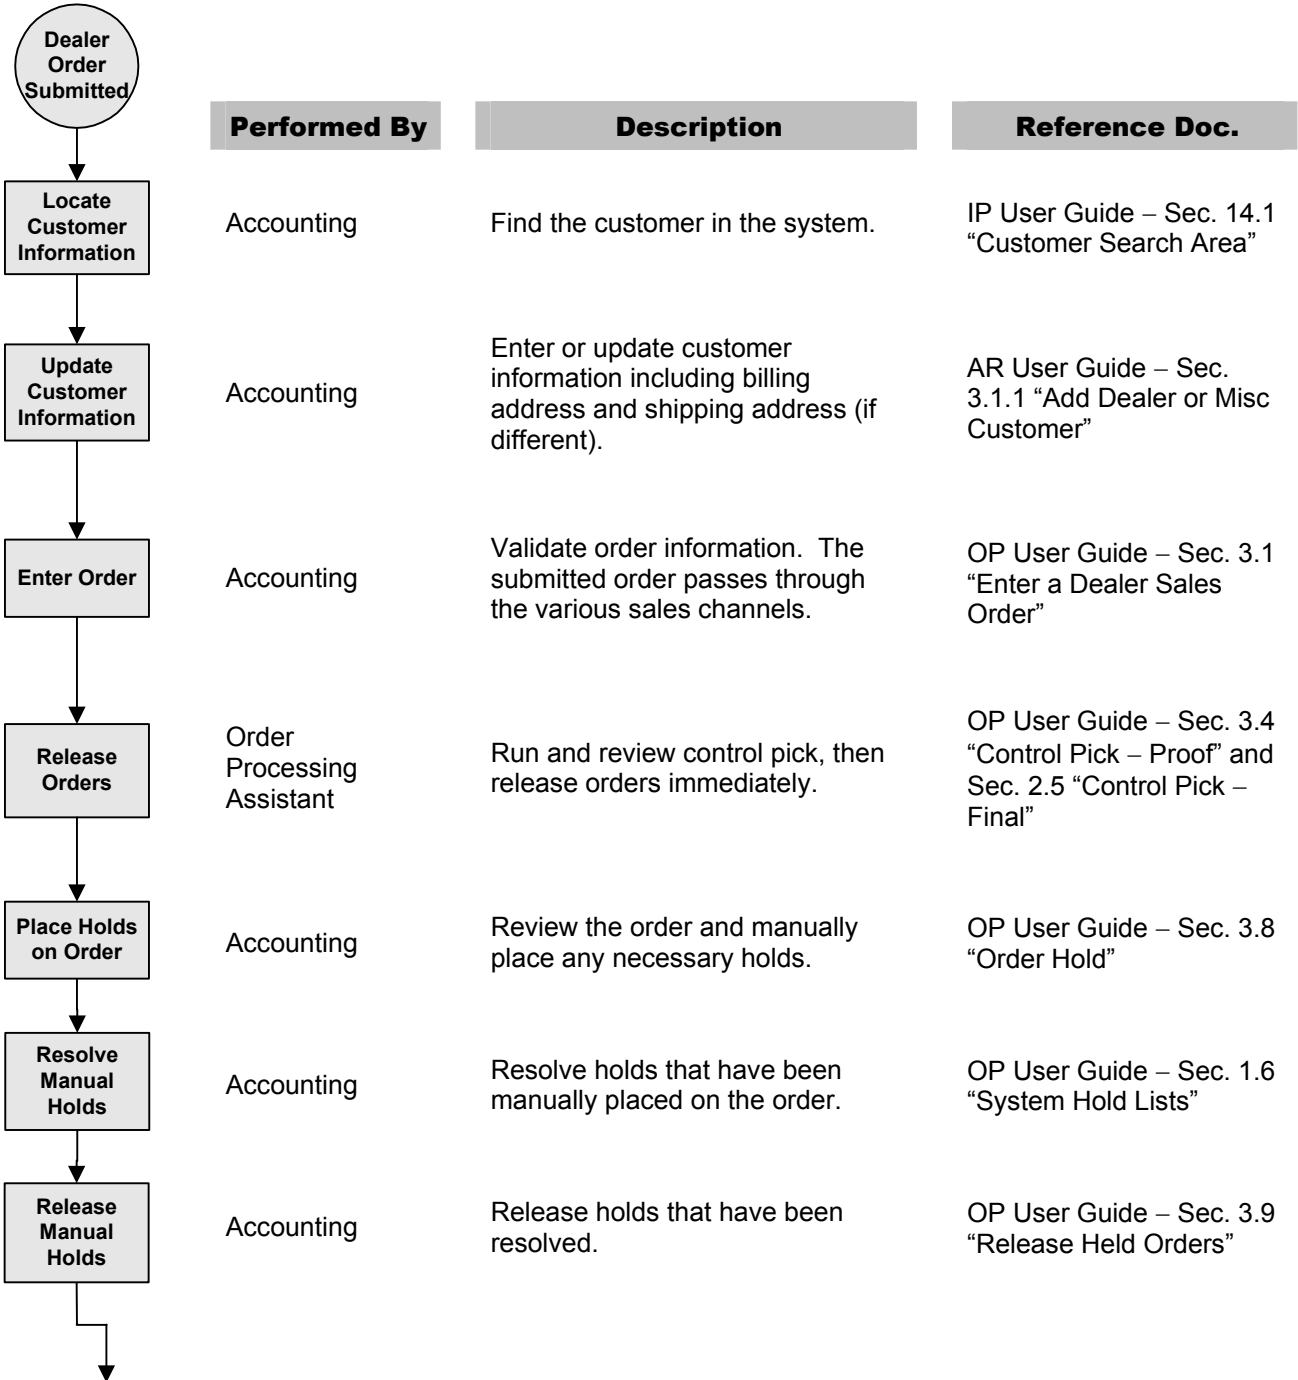 Dealer
Order
Submitted
Performed By
Description
Reference Doc.
Locate
Customer
Information
Accounting
Find the customer in the system.
IP User Guide – Sec. 14.1
“Customer Search Area”
Update
Customer
Information
Accounting
Enter or update customer
information including billing
address and shipping address (if
different).
AR User Guide – Sec.
3.1.1 “Add Dealer or Misc
Customer”
Enter Order
Accounting
Validate order information.  The
submitted order passes through
the various sales channels.
OP User Guide – Sec. 3.1
“Enter a Dealer Sales
Order”
Release
Orders
Order
Processing
Assistant
Run and review control pick, then
release orders immediately.
OP User Guide – Sec. 3.4
“Control Pick – Proof” and
Sec. 2.5 “Control Pick –
Final”
Place Holds
on Order
Accounting
Review the order and manually
place any necessary holds.
OP User Guide – Sec. 3.8
“Order Hold”
Resolve
Manual
Holds
Accounting
Resolve holds that have been
manually placed on the order.
OP User Guide – Sec. 1.6
“System Hold Lists”
Release
Manual
Holds
Accounting
Release holds that have been
resolved.
OP User Guide – Sec. 3.9
“Release Held Orders”